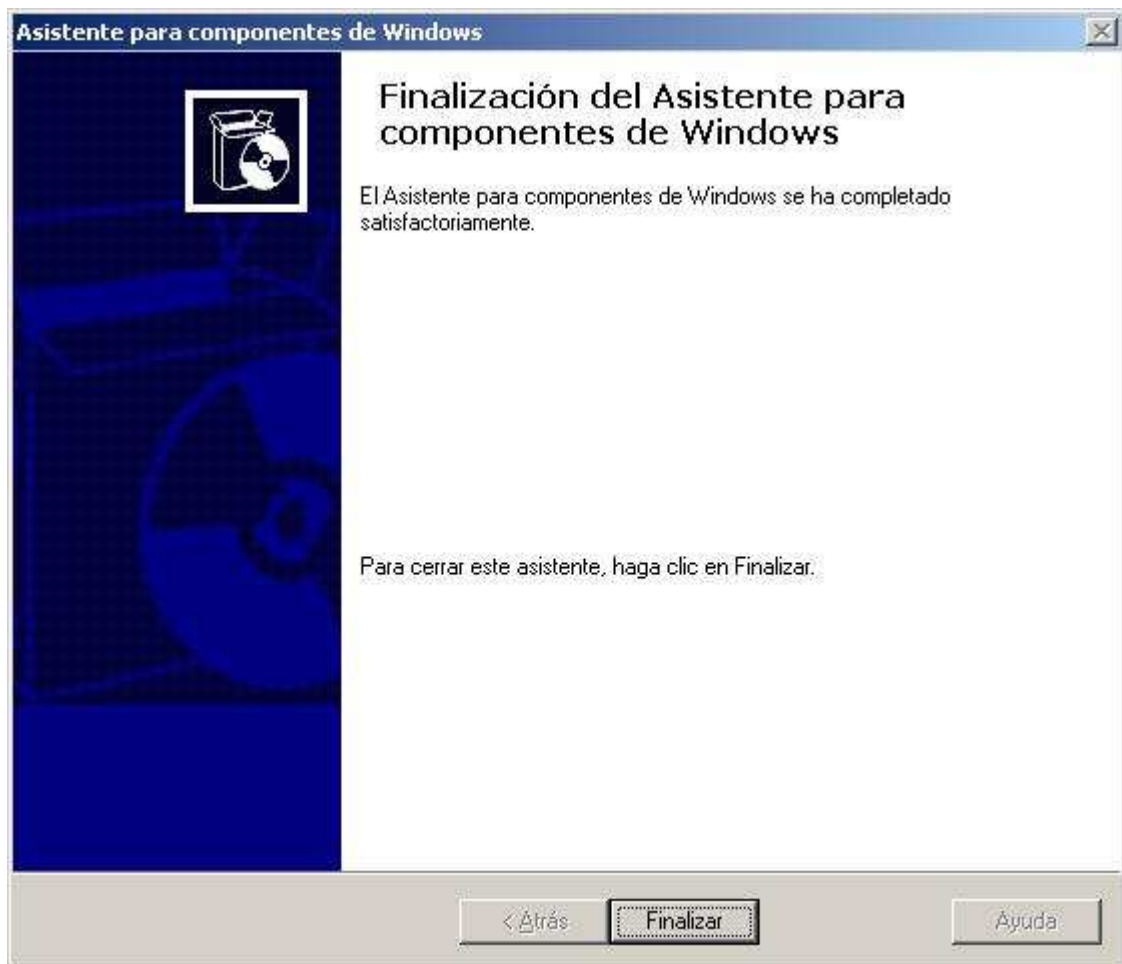 Asistente para componentes de Windows
Finalización del Asistente para
componentes de Windows
El Asistente para componentes de Windows se ha completado
satisfactoriamente.
Para cerrar este asistente, haga clic en Finalizar.
< Atrás
Finalizar
Ayuda